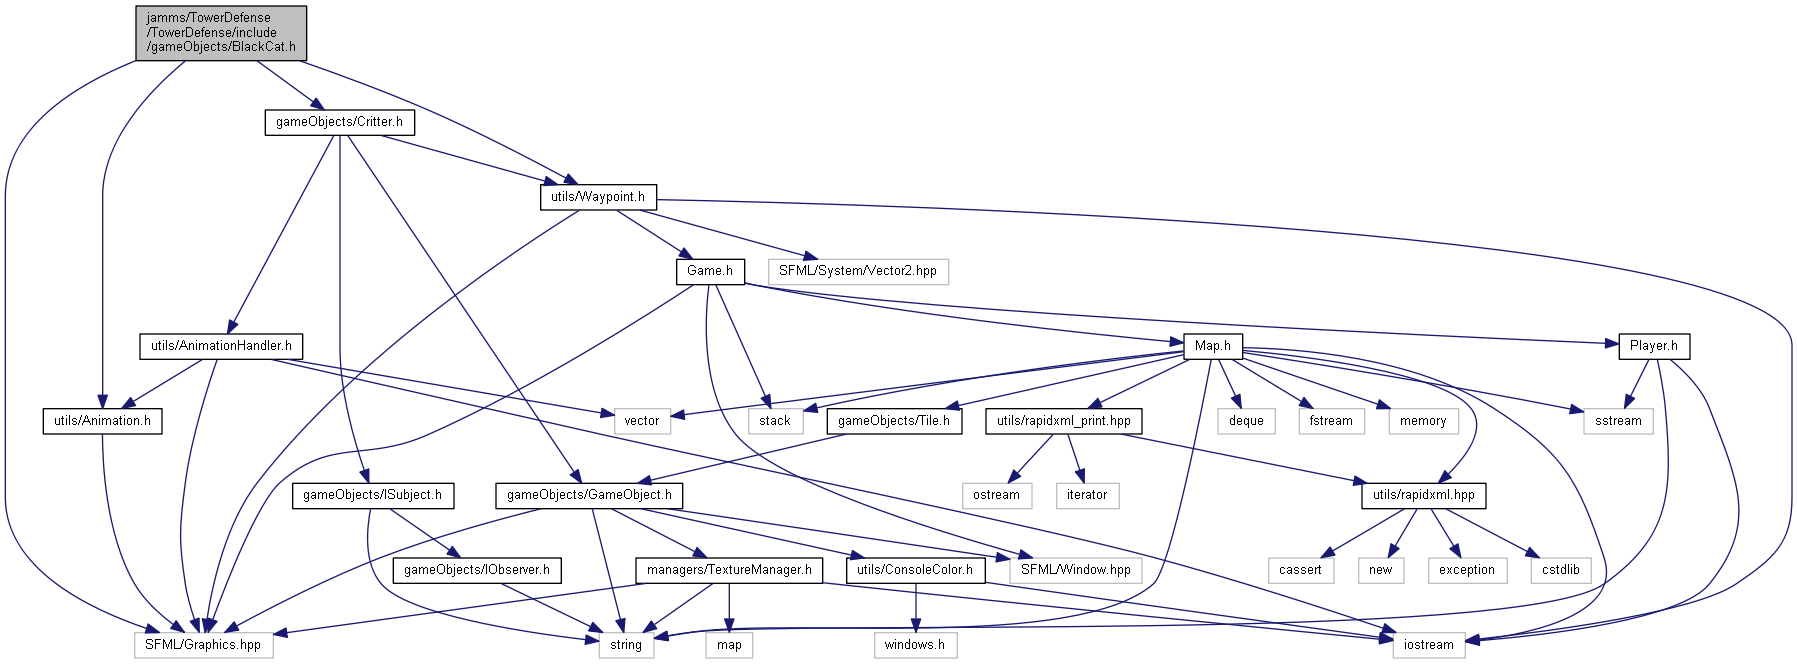 jamms/TowerDefense
/TowerDefense/include
/gameObjects/BlackCat.h
gameObjects/Critter.h
utils/Waypoint.h
Game.h
SFML/System/Vector2.hpp
utils/AnimationHandler.h
Map.h
Player.h
utils/Animation.h
vector
stack
gameObjects/Tile.h
utils/rapidxml_print.hpp
deque
fstream
memory
sstream
gameObjects/ISubject.h
gameObjects/GameObject.h
ostream
iterator
utils/rapidxml.hpp
gameObjects/IObserver.h
managers/TextureManager.h
utils/ConsoleColor.h
SFML/Window.hpp
cassert
new
exception
cstdlib
SFML/Graphics.hpp
string
map
windows.h
iostream